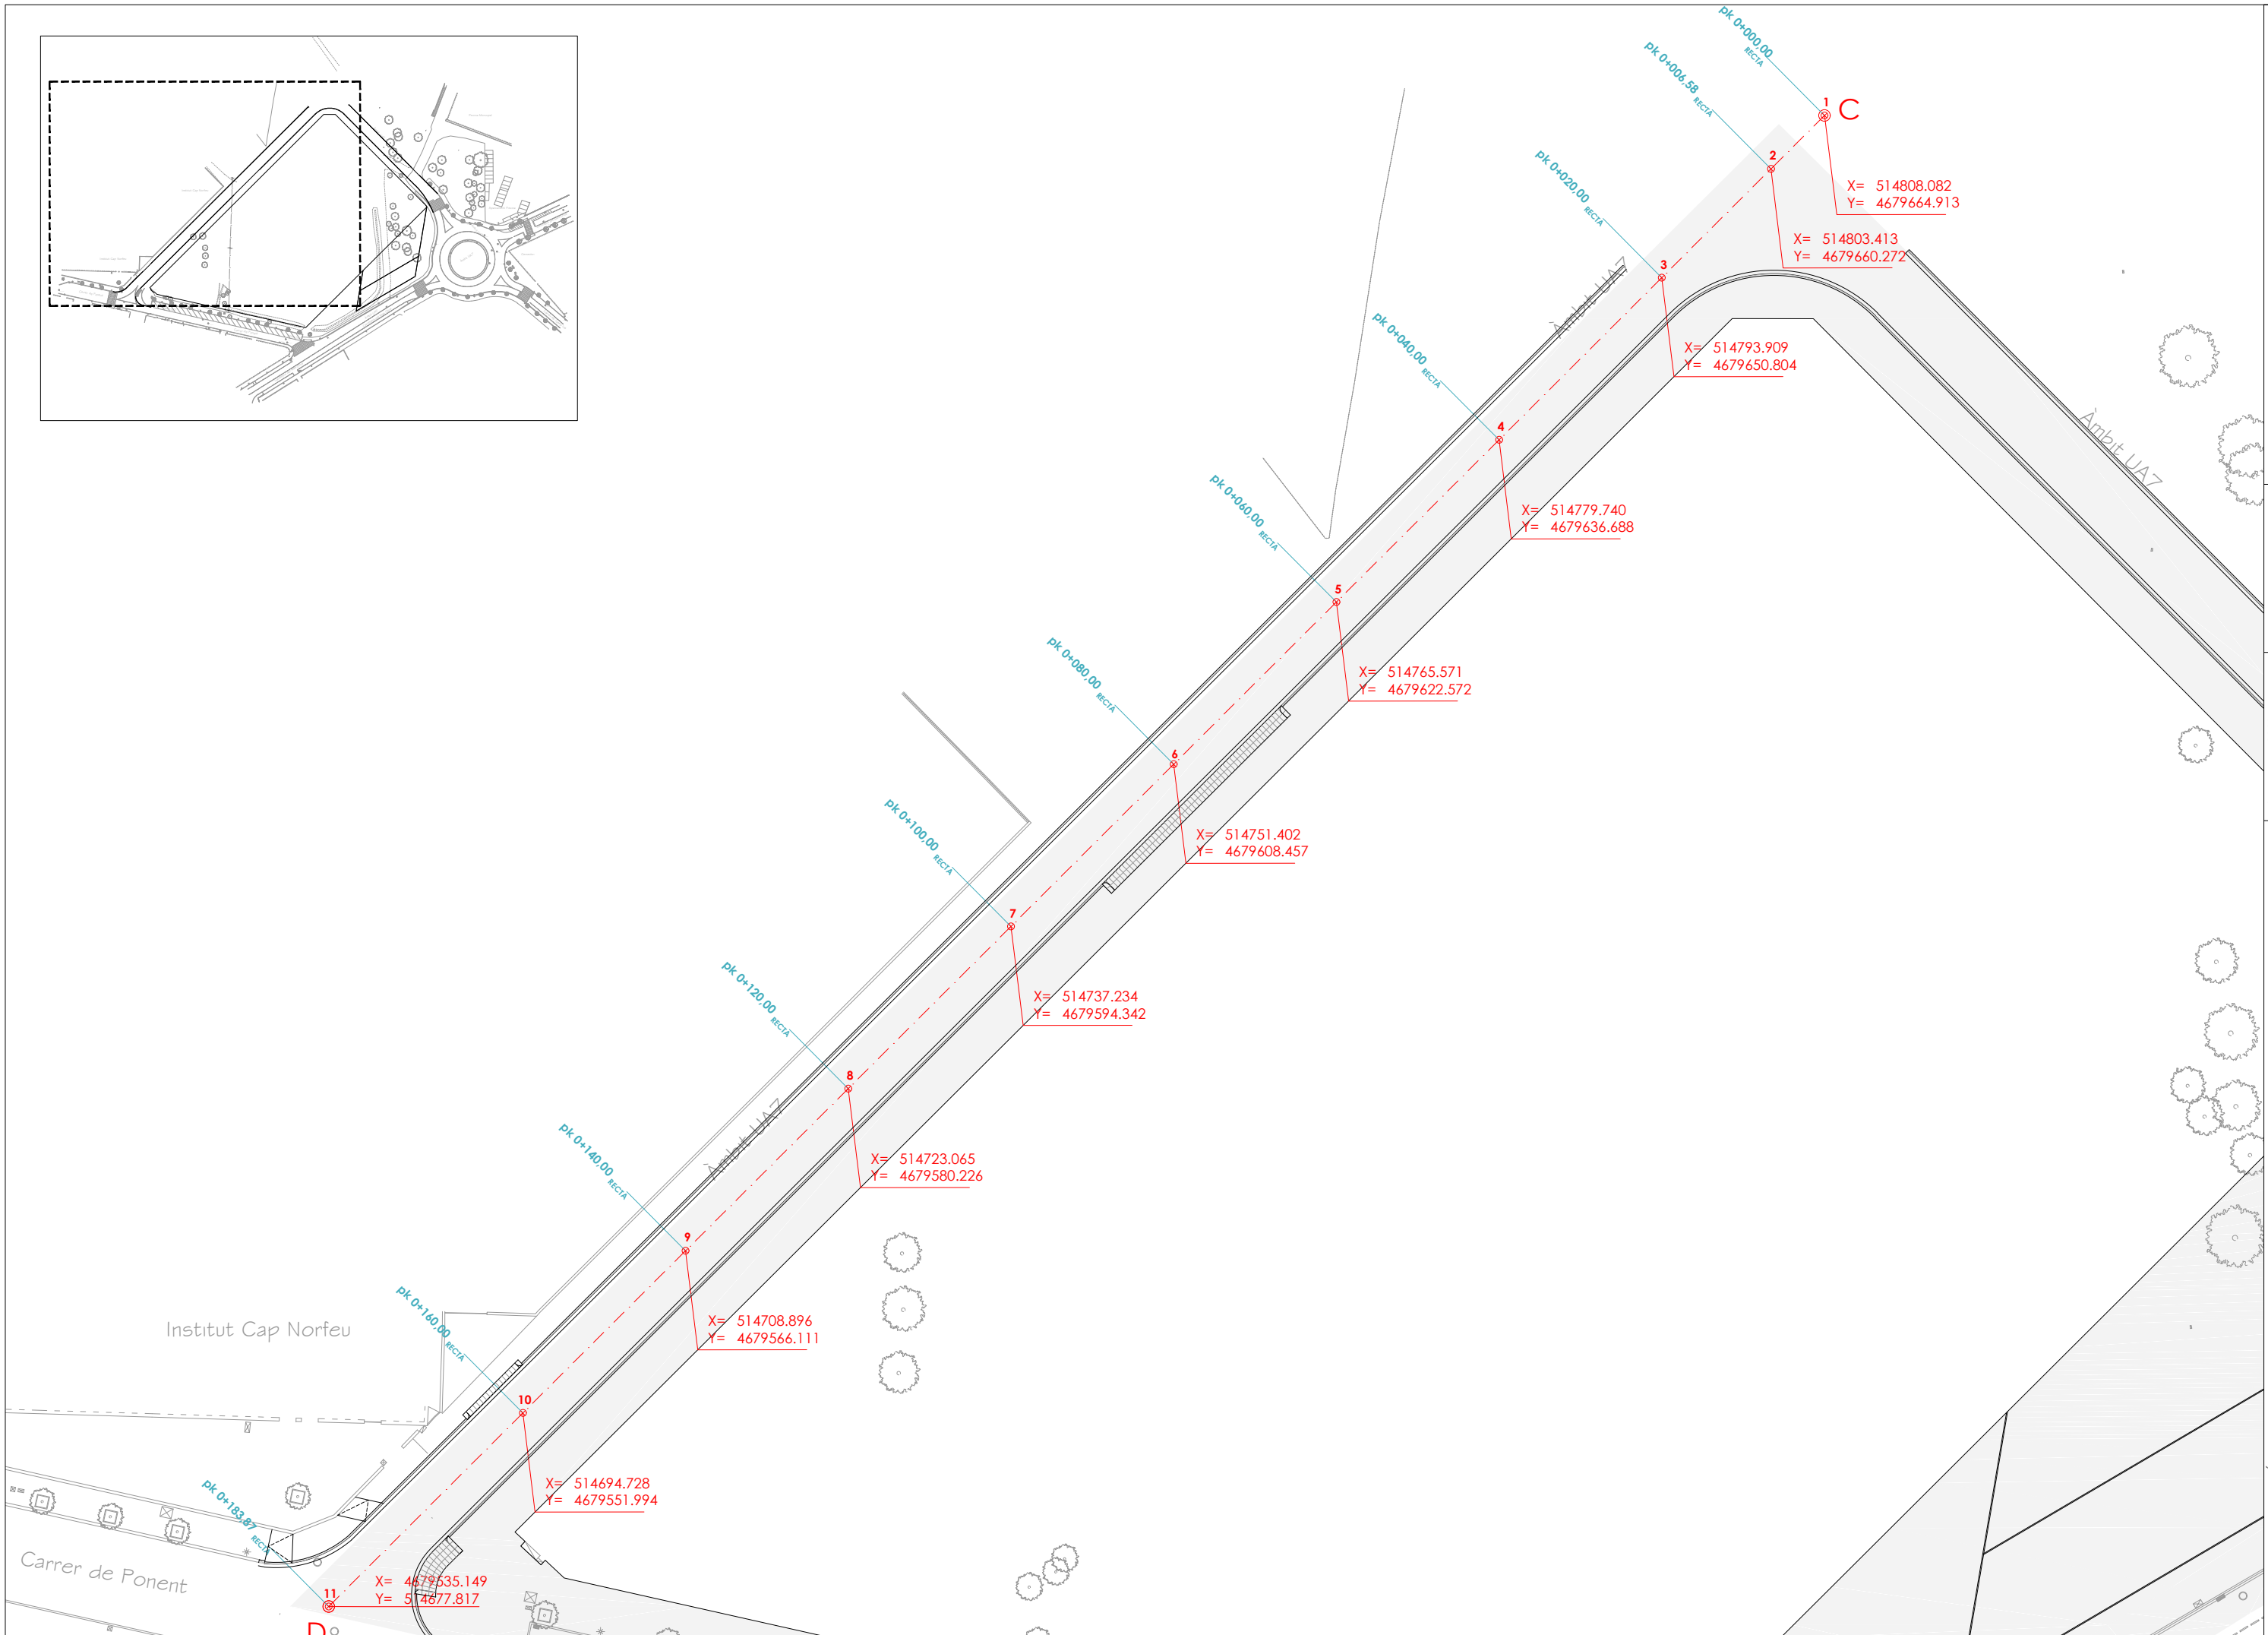 pk 0+000,00
RECTA
1 C
pk 0+006,58
RECTA
2
X= 514808.082
Y= 4679664.913
pk 0+020,00
RECTA
X= 514803.413
Y= 4679660.272
3
Àmbit UA7
pk 0+040,00
RECTA
X= 514793.909
Y= 4679650.804
4
Àmbit UA7
pk 0+060,00
RECTA
X= 514779.740
Y= 4679636.688
5
pk 0+080,00
RECTA
X= 514765.571
Y= 4679622.572
6
pk 0+100,00
RECTA
X= 514751.402
Y= 4679608.457
7
pk 0+120,00
RECTA
X= 514737.234
Y= 4679594.342
8
Àmbit UA7
pk 0+140,00
RECTA
X= 514723.065
Y= 4679580.226
9
pk 0+160,00
RECTA
X= 514708.896
Y= 4679566.111
Institut Cap Norfeu
10
pk 0+183,87
RECTA
X= 514694.728
Y= 4679551.994
Carrer de Ponent
11
X= 4679535.149
Y= 514677.817
D